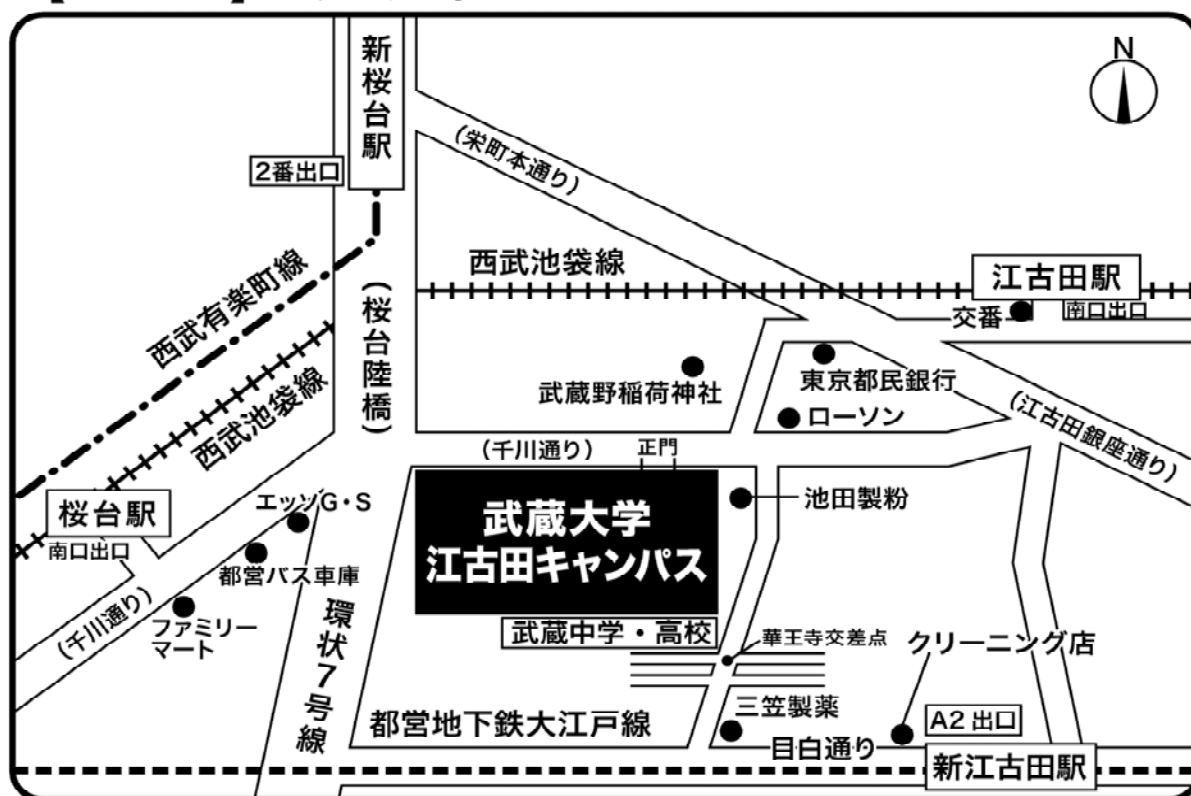 新桜台駅
N
(栄町本通り)
2番出口
西武池袋線
江古田駅
西武有楽町線
交番
南口出口
(桜台陸橋)
東京都民銀行
武蔵野稲荷神社
西武池袋線
ローソン
(江古田銀座通り)
(千川通り)
正門
エッソG・S
桜台駅
武蔵大学
江古田キャンパス
池田製粉
南口出口
都営バス車庫
(千川通り)
ファミリー
マート
環状7号線
武蔵中学・高校
華王寺交差点
クリーニング店
三笠製薬
都営地下鉄大江戸線
A2 出口
目白通り
新江古田駅